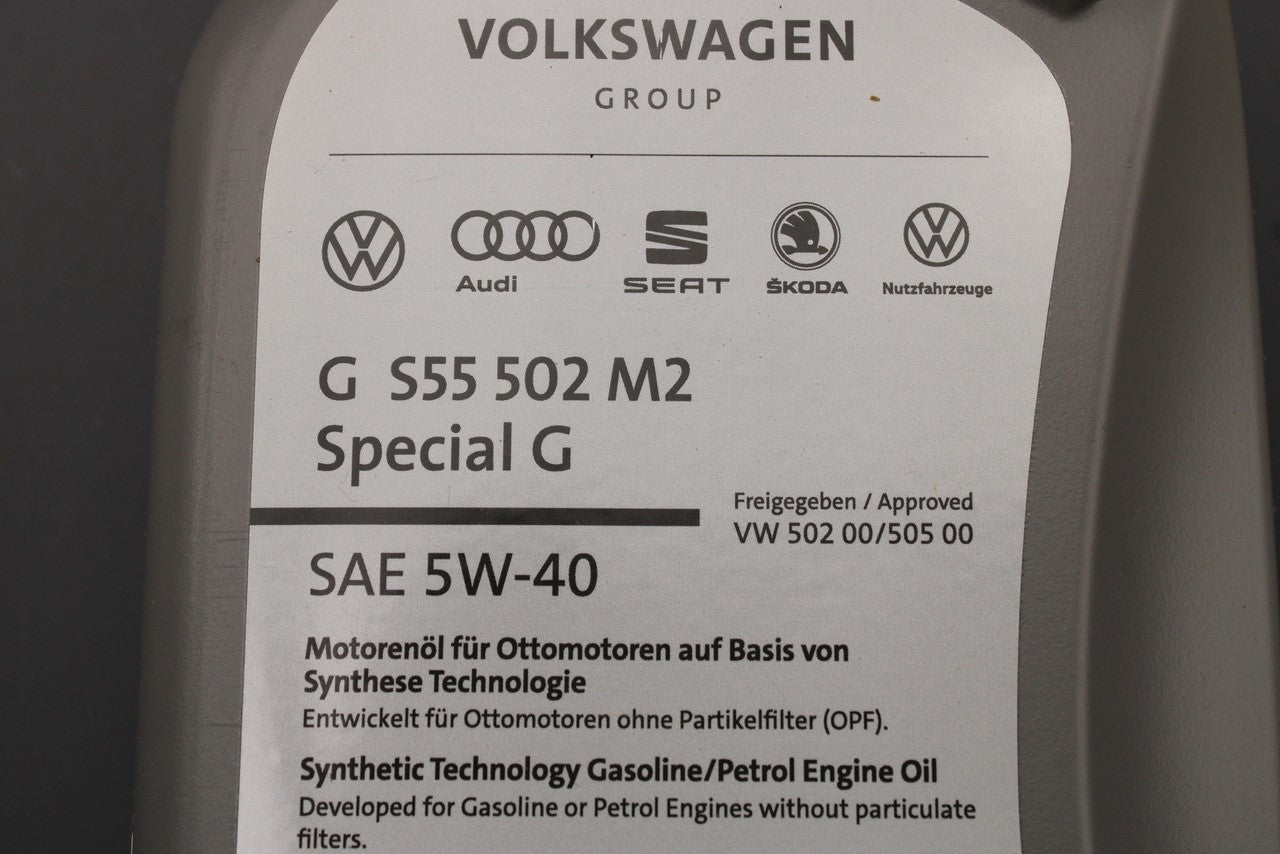 VOLKSWAGEN
GROUP
Audi
SEAT
ŠKODA
Nutzfahrzeuge
G S55 502 M2
Special G
Freigegeben / Approved
VW 502 00/505 00
SAE 5W-40
Motorenöl für Ottomotoren auf Basis von
Synthese Technologie
Entwickelt für Ottomotoren ohne Partikelfilter (OPF).
Synthetic Technology Gasoline/Petrol Engine Oil
Developed for Gasoline or Petrol Engines without particulate
filters.